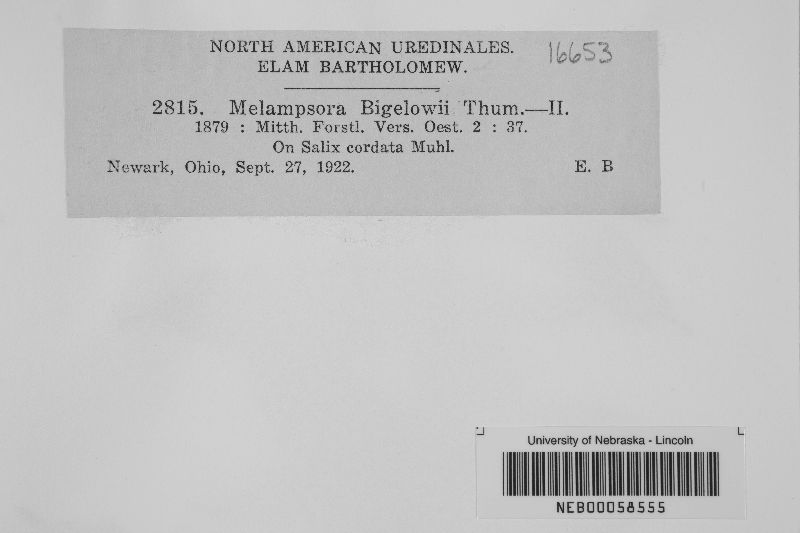 NORTH AMERICAN UREDINALES.
16653
ELAM BARTHOLOMEW.
2815. Melampsora Bigelowii Thum.—II.
1879 : Mitth. Forstl. Vers. Oest. 2 : 37.
On Salix cordata Muhl.
Newark, Ohio, Sept. 27, 1922. E. B
University of Nebraska - Lincoln
NEB00058555